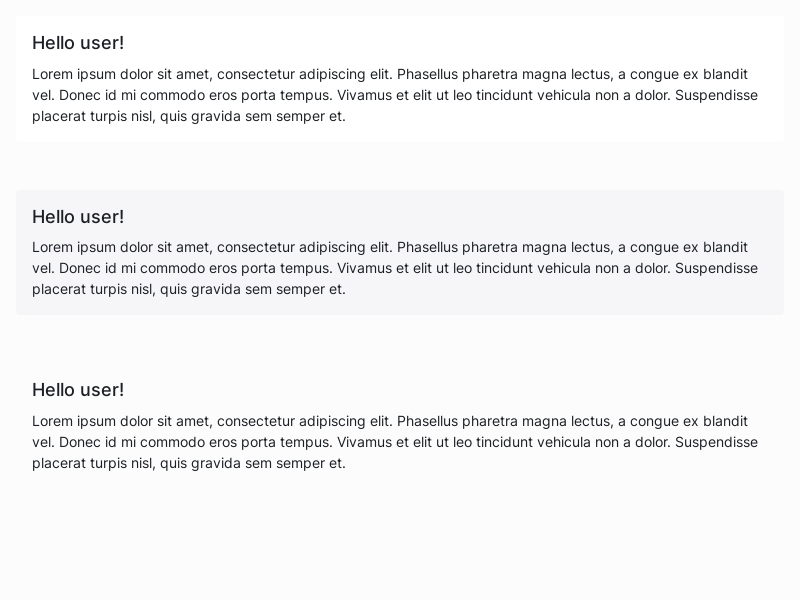 Hello user!
Lorem ipsum dolor sit amet, consectetur adipiscing elit. Phasellus pharetra magna lectus, a congue ex blandit
vel. Donec id mi commodo eros porta tempus. Vivamus et elit ut leo tincidunt vehicula non a dolor. Suspendisse
placerat turpis nisl, quis gravida sem semper et.
Hello user!
Lorem ipsum dolor sit amet, consectetur adipiscing elit. Phasellus pharetra magna lectus, a congue ex blandit
vel. Donec id mi commodo eros porta tempus. Vivamus et elit ut leo tincidunt vehicula non a dolor. Suspendisse
placerat turpis nisl, quis gravida sem semper et.
Hello user!
Lorem ipsum dolor sit amet, consectetur adipiscing elit. Phasellus pharetra magna lectus, a congue ex blandit
vel. Donec id mi commodo eros porta tempus. Vivamus et elit ut leo tincidunt vehicula non a dolor. Suspendisse
placerat turpis nisl, quis gravida sem semper et.